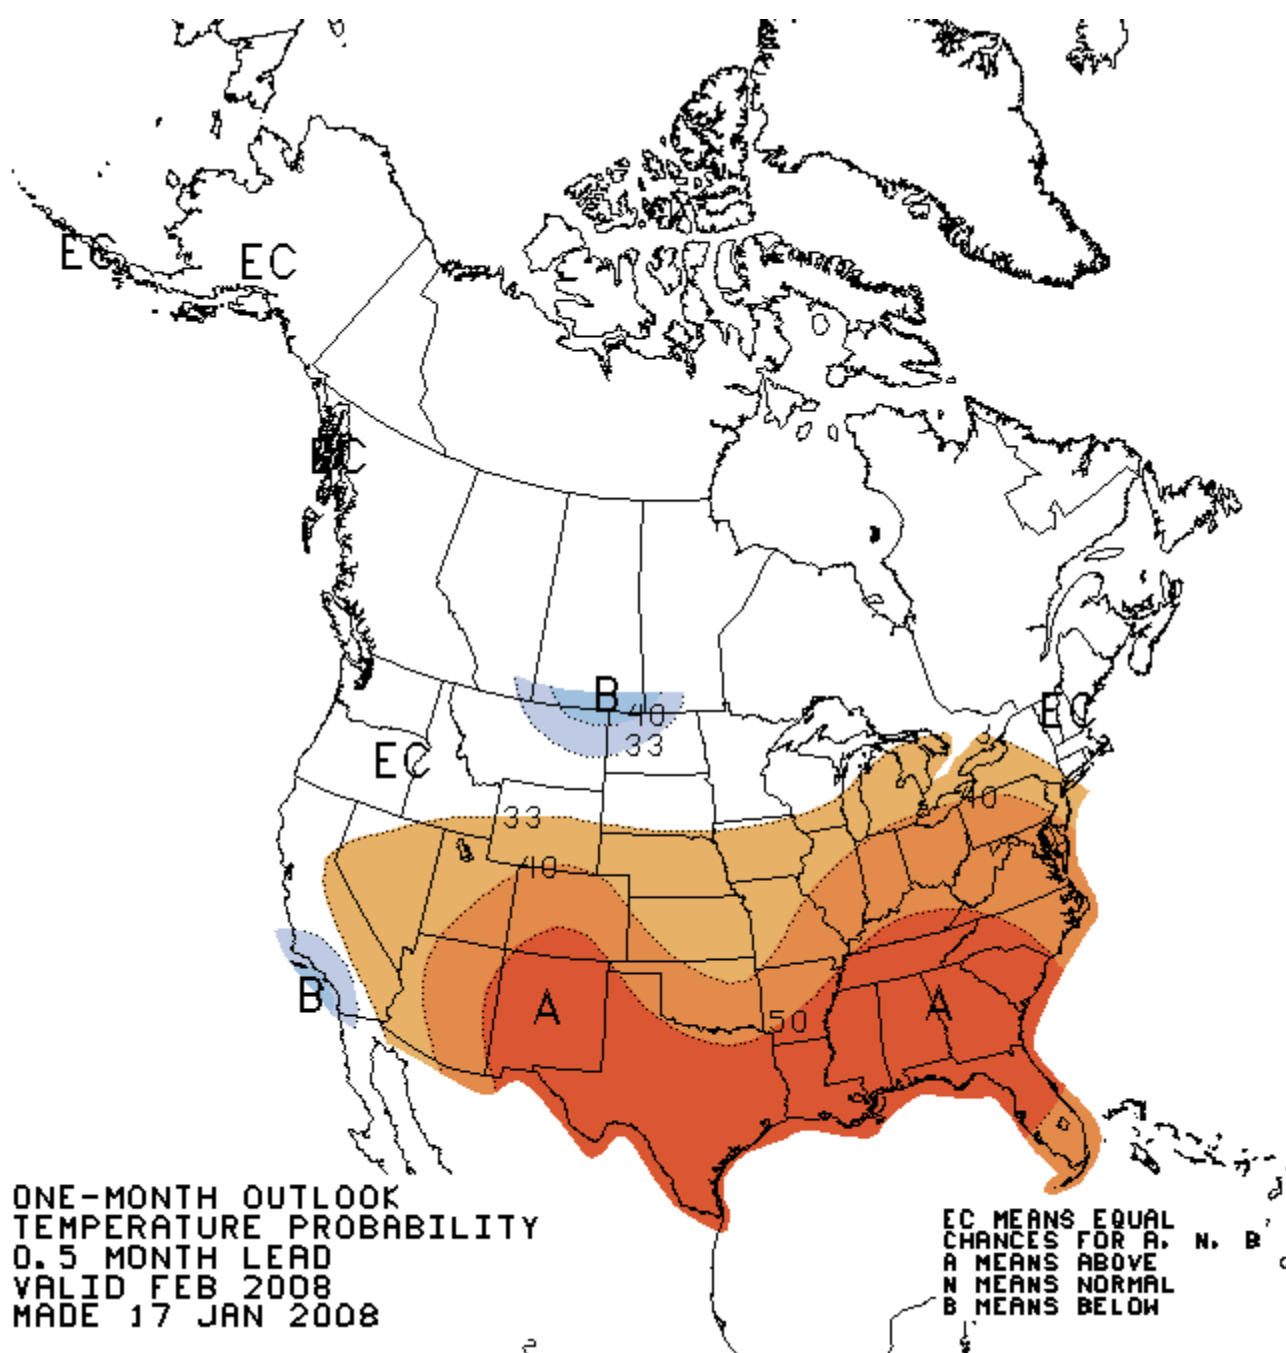 EC
EC
EC
B
40
33
EC
EC
33
40
40
B
A
A
50
ONE-MONTH OUTLOOK
TEMPERATURE PROBABILITY
0.5 MONTH LEAD
VALID FEB 2008
MADE 17 JAN 2008
EC MEANS EQUAL
CHANCES FOR A, N, B
A MEANS ABOVE
N MEANS NORMAL
B MEANS BELOW